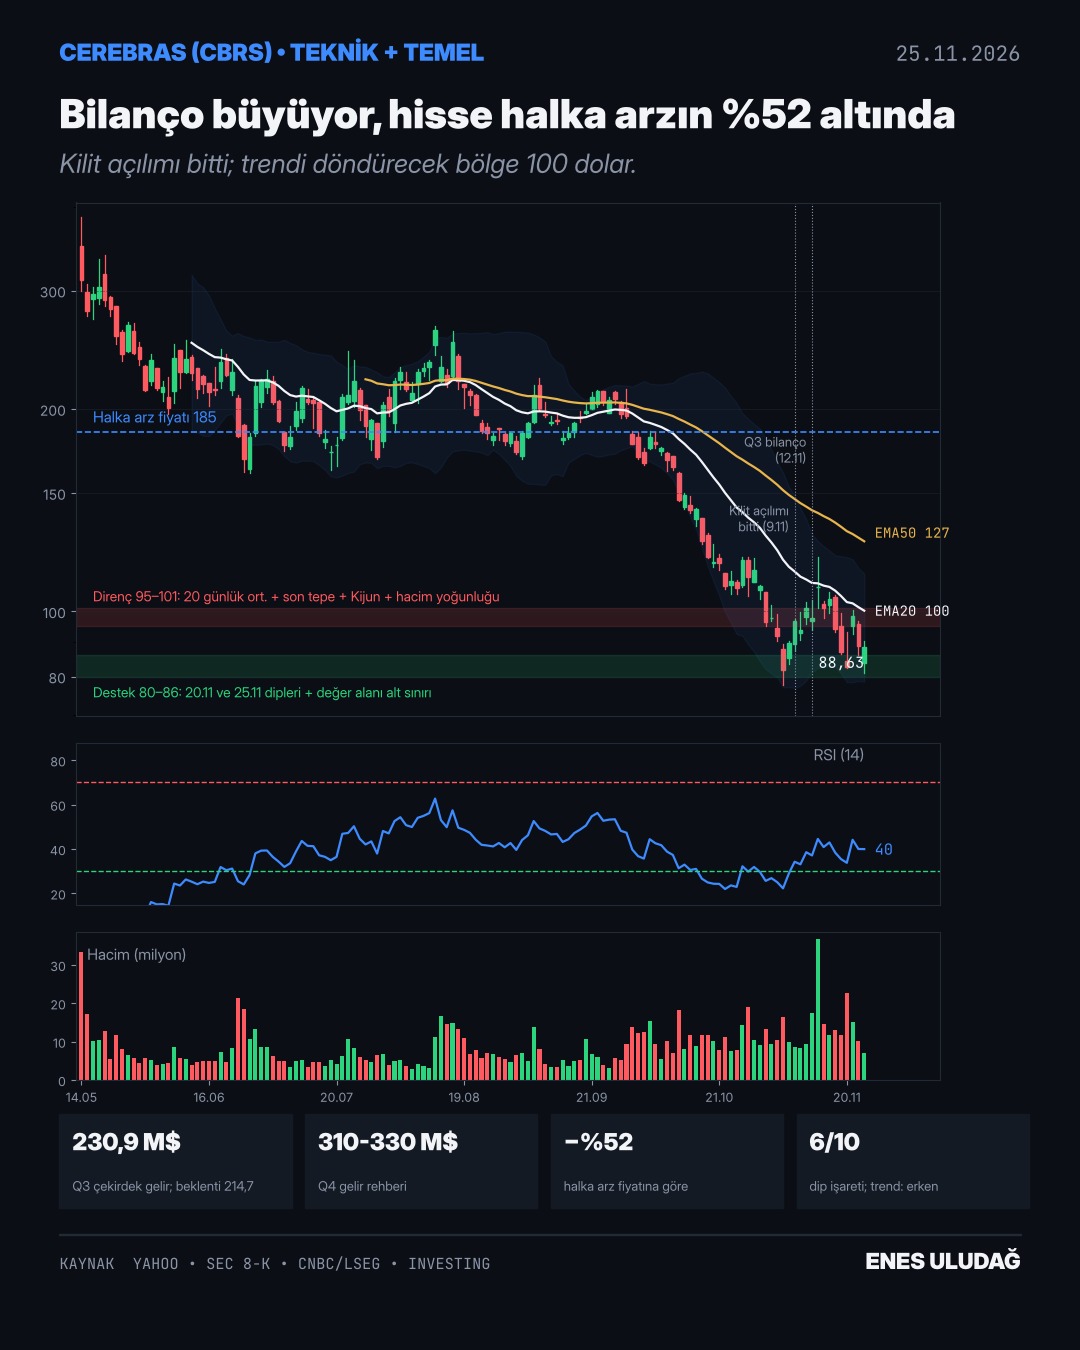 CEREBRAS (CBRS) • TEKNİK + TEMEL
25.11.2026
Bilanço büyüyor, hisse halka arzın %52 altında
Kilit açılımı bitti; trendi döndürecek bölge 100 dolar.
300
200
150
100
80
Halka arz fiyatı 185
Q3 bilanço
(12.11)
Kilit açılımı
bitti (9.11)
EMA50 127
Direnç 95–101: 20 günlük ort. + son tepe + Kijun + hacim yoğunluğu
EMA20 100
88,63
Destek 80–86: 20.11 ve 25.11 dipleri + değer alanı alt sınırı
RSI (14)
80
60
40
20
40
Hacim (milyon)
30
20
10
0
14.05
16.06
20.07
19.08
21.09
21.10
20.11
230,9 M$
Q3 çekirdek gelir; beklenti 214,7
310-330 M$
Q4 gelir rehberi
−%52
halka arz fiyatına göre
6/10
dip işareti; trend: erken
KAYNAK YAHOO • SEC 8-K • CNBC/LSEG • INVESTING
ENES ULUDAĞ